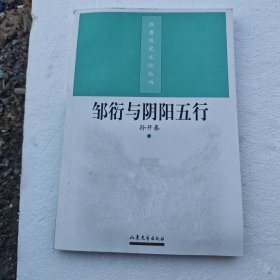 齐鲁历史文化丛书
邹衍与阴阳五行
孙开泰
著
山东文艺出版社